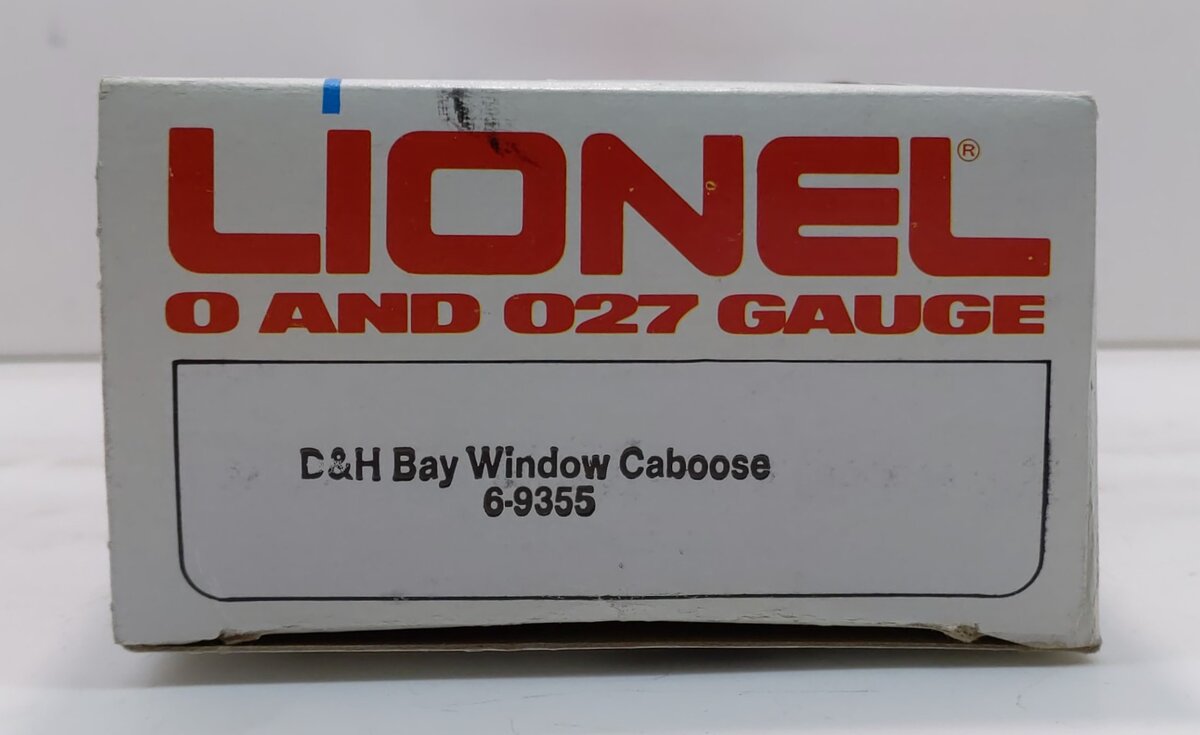 LIONEL®
O AND O27 GAUGE
D&H Bay Window Caboose
6-9355